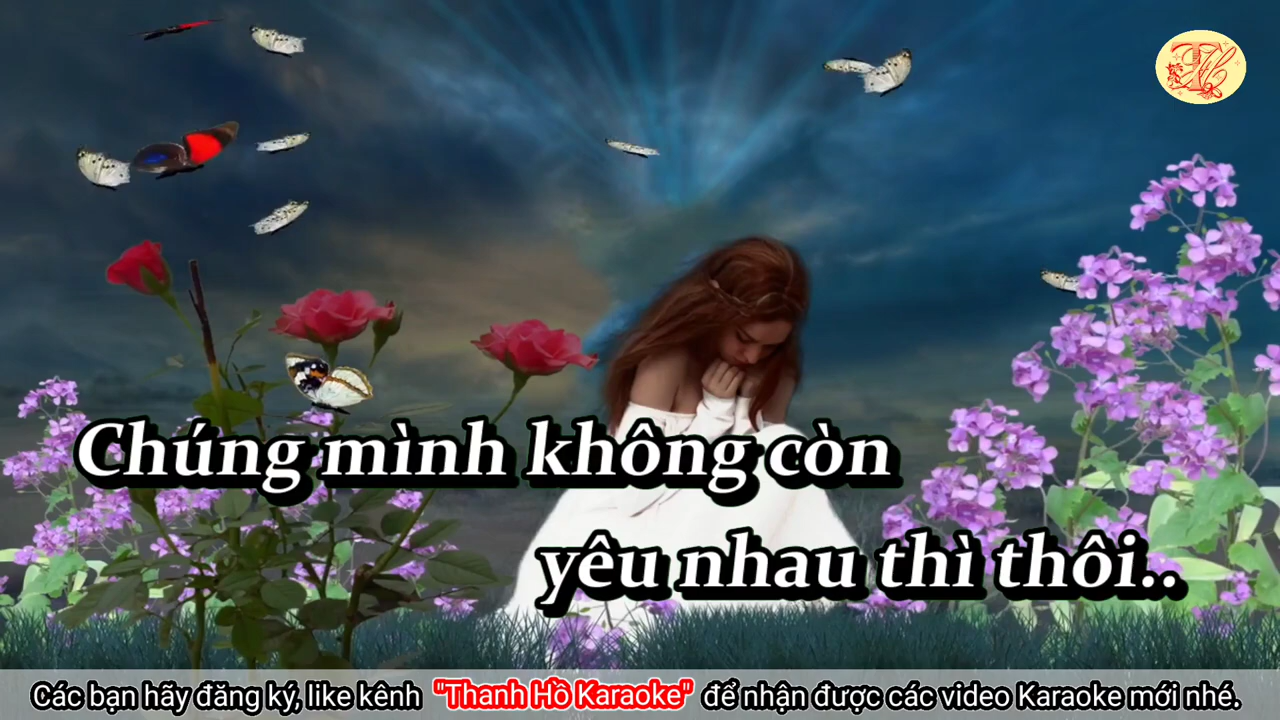 Chúng mình không còn
yêu nhau thì thôi..
Các bạn hãy đăng ký, like kênh "Thanh Hồ Karaoke" để nhận được các video Karaoke mới nhé.